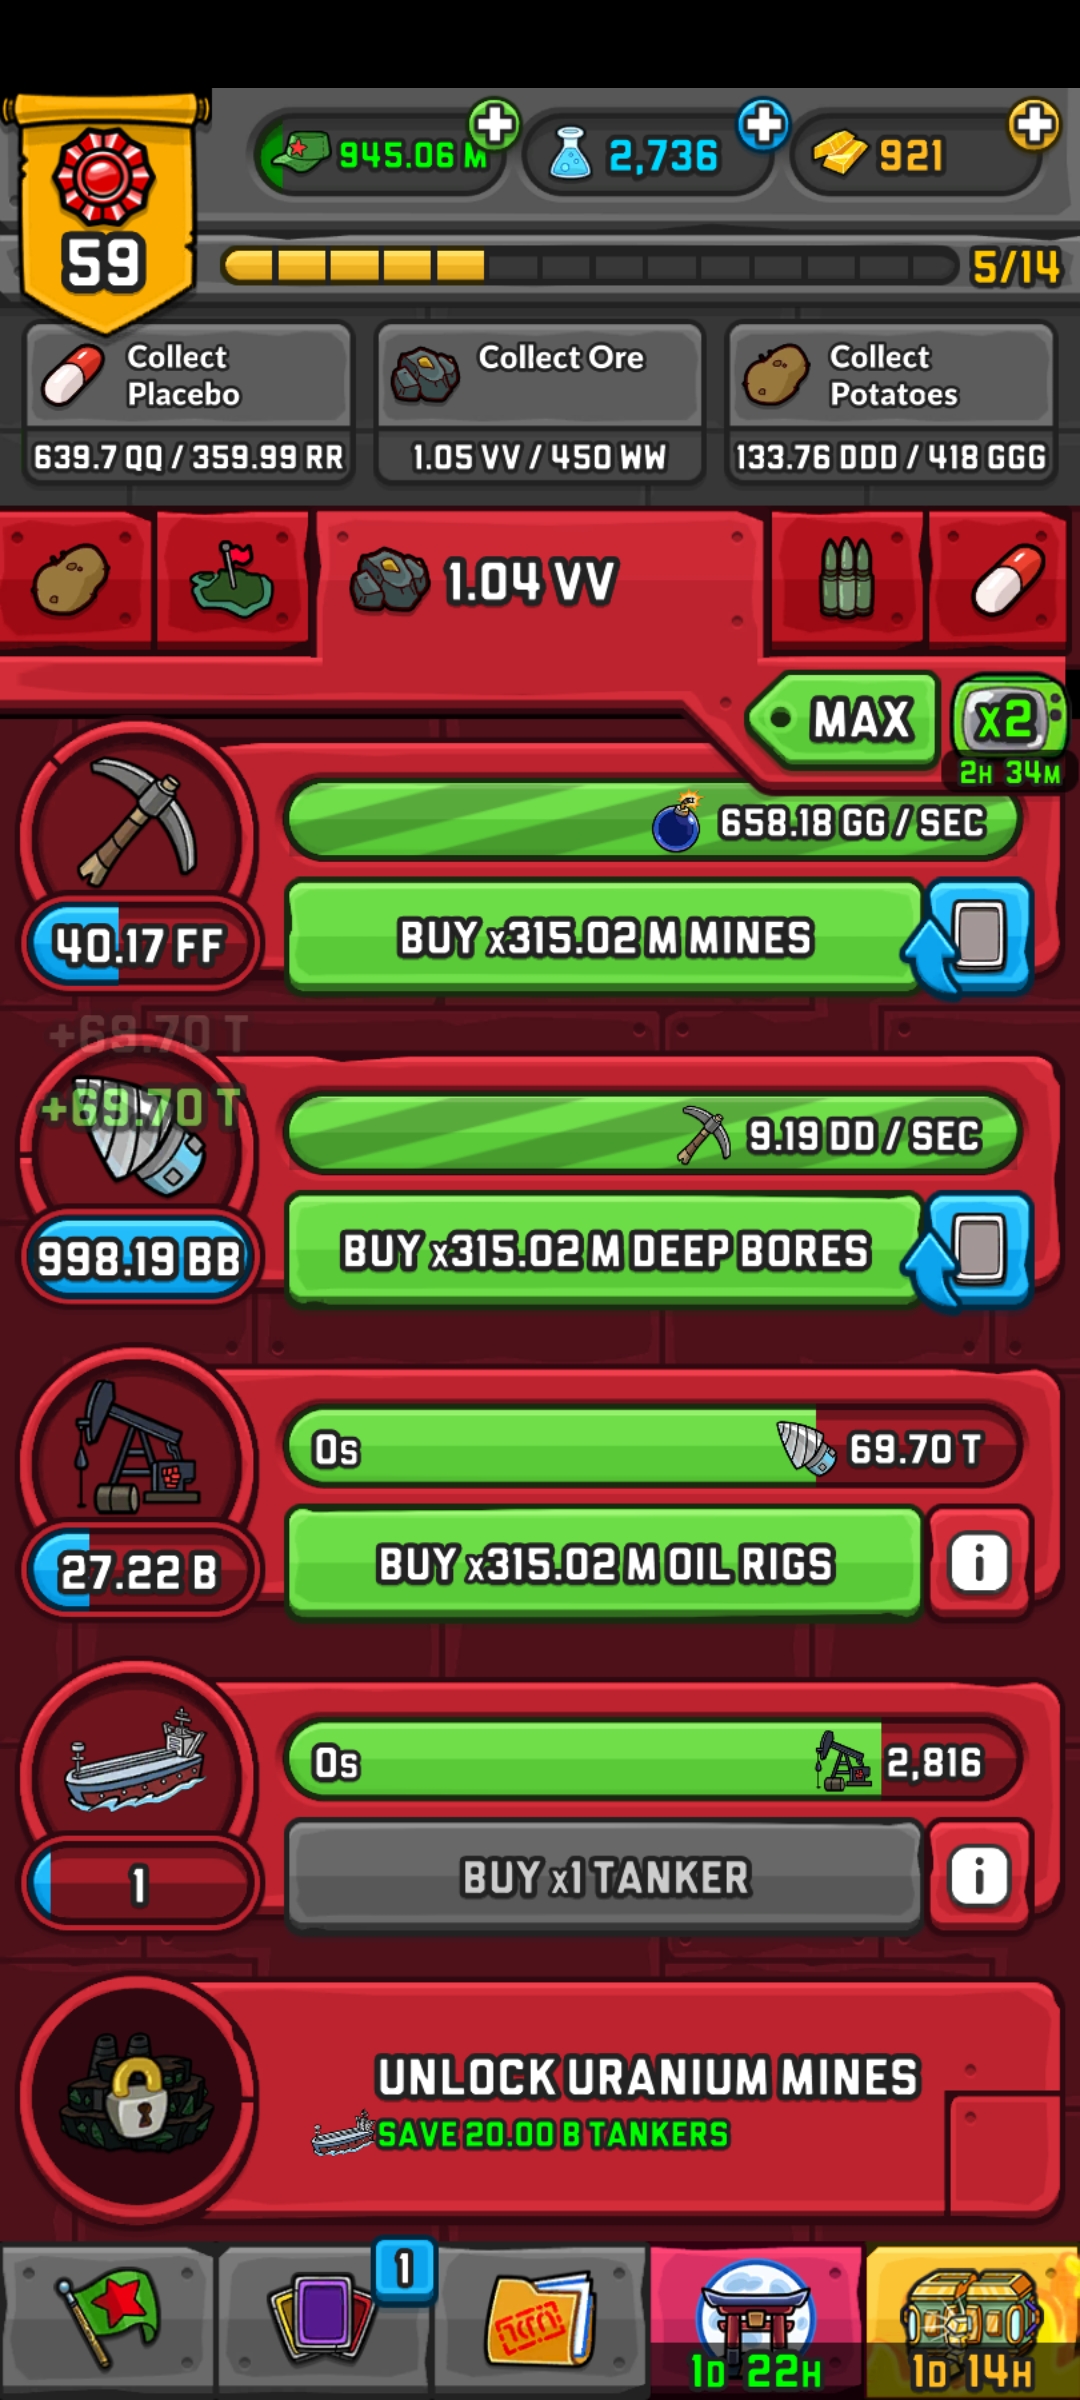 945.06 M
2,736
921
59
5/14
Collect
Placebo
639.7 QQ / 359.99 RR
Collect Ore
1.05 VV / 450 WW
Collect
Potatoes
133.76 DDD / 418 GGG
1.04 VV
MAX
x2
2H 34M
658.18 GG / SEC
40.17 FF
BUY x315.02 M MINES
+69.70 T
+69.70 T
9.19 DD / SEC
998.19 BB
BUY x315.02 M DEEP BORES
0s
69.70 T
27.22 B
BUY x315.02 M OIL RIGS
i
0s
2,816
1
BUY x1 TANKER
i
UNLOCK URANIUM MINES
SAVE 20.00 B TANKERS
1
1D 22H
1D 14H